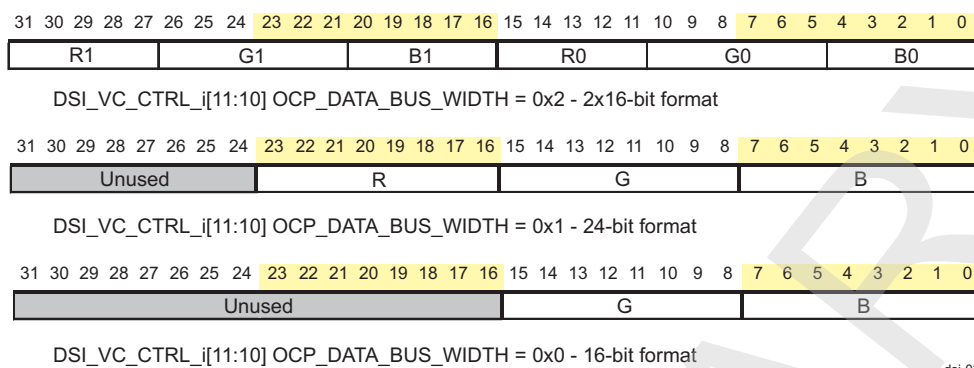 31 30 29 28 27 26 25 24 23 22 21 20 19 18 17 16 15 14 13 12 11 10 9 8 7 6 5 4 3 2 1 0
R1 G1 B1 R0 G0 B0
DSI_VC_CTRL_i[11:10] OCP_DATA_BUS_WIDTH = 0x2 - 2x16-bit format
31 30 29 28 27 26 25 24 23 22 21 20 19 18 17 16 15 14 13 12 11 10 9 8 7 6 5 4 3 2 1 0
Unused R G B
DSI_VC_CTRL_i[11:10] OCP_DATA_BUS_WIDTH = 0x1 - 24-bit format
31 30 29 28 27 26 25 24 23 22 21 20 19 18 17 16 15 14 13 12 11 10 9 8 7 6 5 4 3 2 1 0
Unused G B
DSI_VC_CTRL_i[11:10] OCP_DATA_BUS_WIDTH = 0x0 - 16-bit format